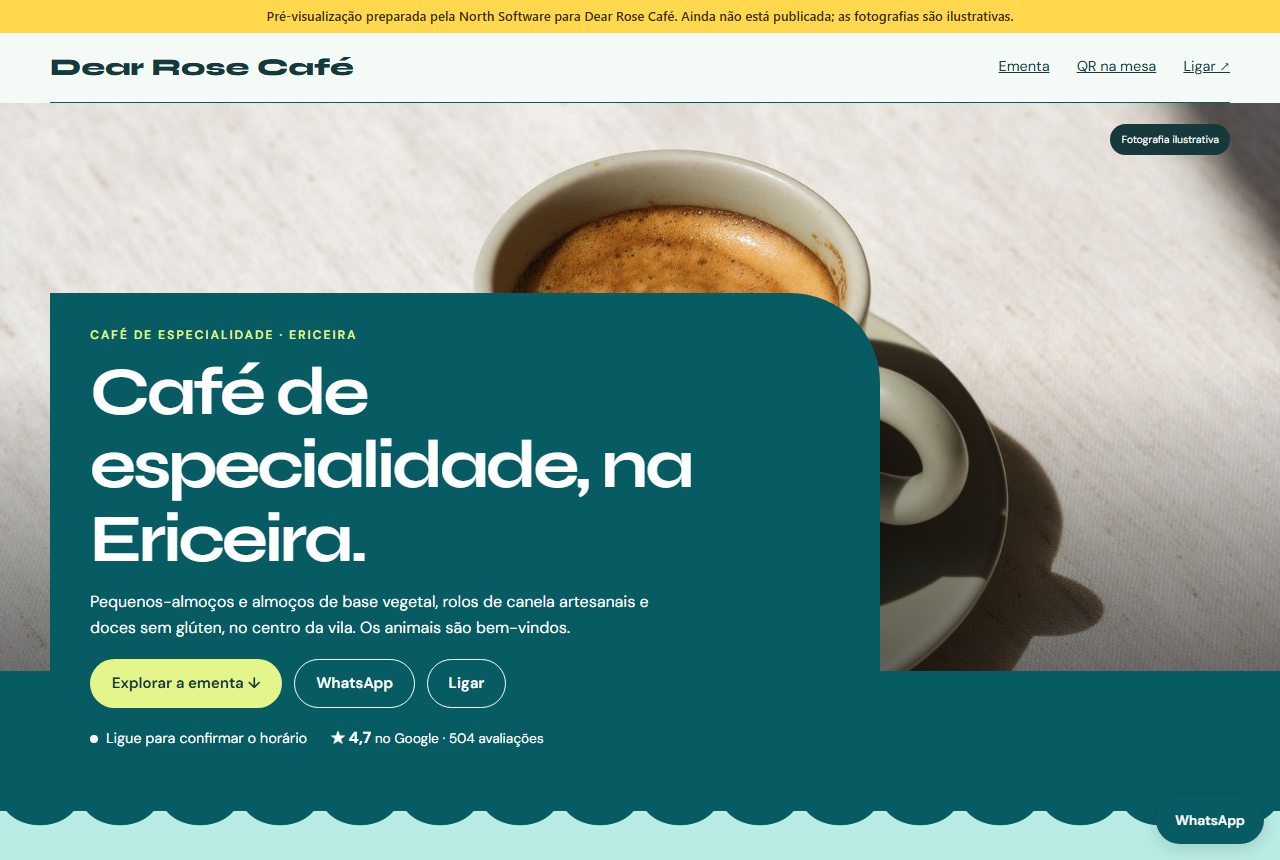 Pré-visualização preparada pela North Software para Dear Rose Café. Ainda não está publicada; as fotografias são ilustrativas.
Dear Rose Café
Ementa
QR na mesa
Ligar ↗
Fotografia ilustrativa
CAFÉ DE ESPECIALIDADE · ERICEIRA
Café de
especialidade, na
Ericeira.
Pequenos-almoços e almoços de base vegetal, rolos de canela artesanais e
doces sem glúten, no centro da vila. Os animais são bem-vindos.
Explorar a ementa ↓
WhatsApp
Ligar
Ligue para confirmar o horário
★ 4,7 no Google · 504 avaliações
WhatsApp